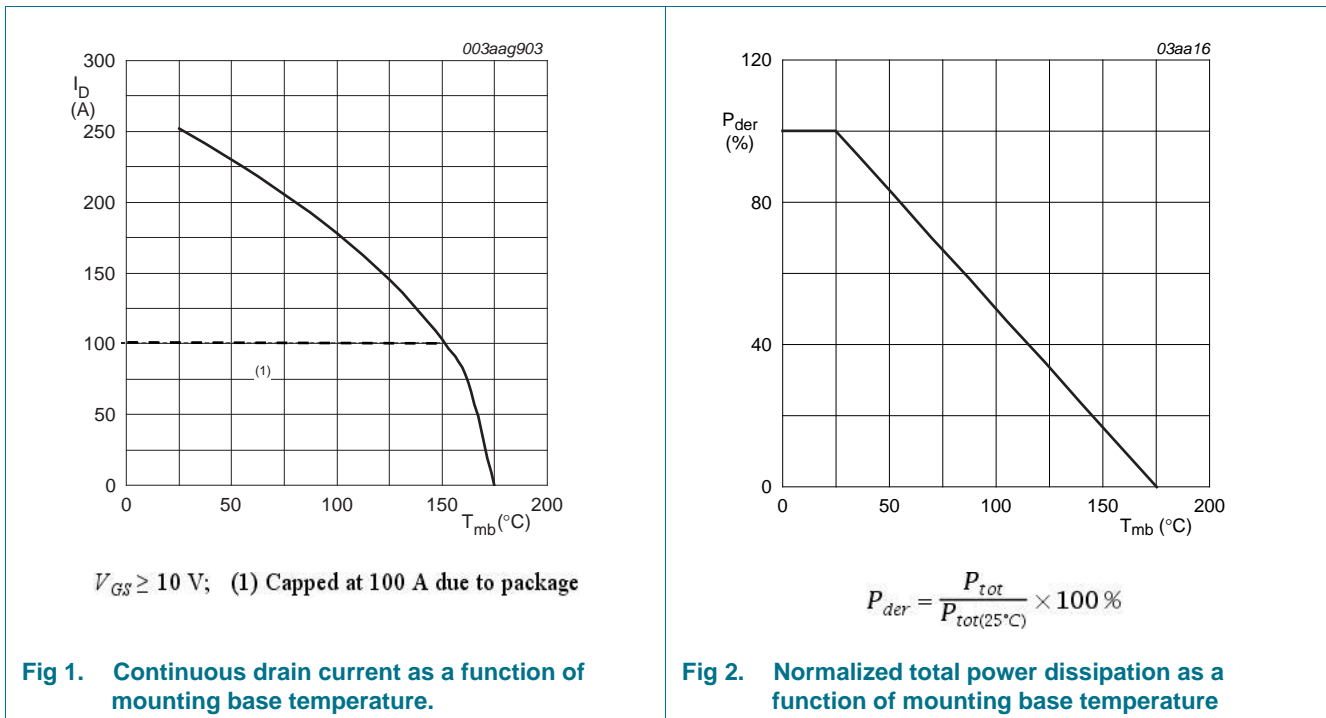 003aag903
300
I_D
(A)
250
200
150
100
50
0
(1)
0 50 100 150 200
T_mb (°C)
V_GS ≥ 10 V; (1) Capped at 100 A due to package
Fig 1. Continuous drain current as a function of
mounting base temperature.
03aa16
120
P_der
(%)
80
40
0
0 50 100 150 200
T_mb (°C)
P_der = P_tot / P_tot(25°C) × 100 %
Fig 2. Normalized total power dissipation as a
function of mounting base temperature